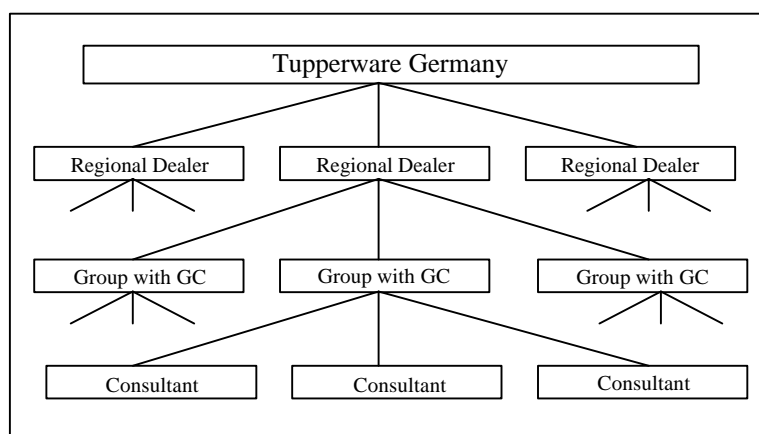 Tupperware Germany
Regional Dealer Regional Dealer Regional Dealer
Group with GC Group with GC Group with GC
Consultant Consultant Consultant